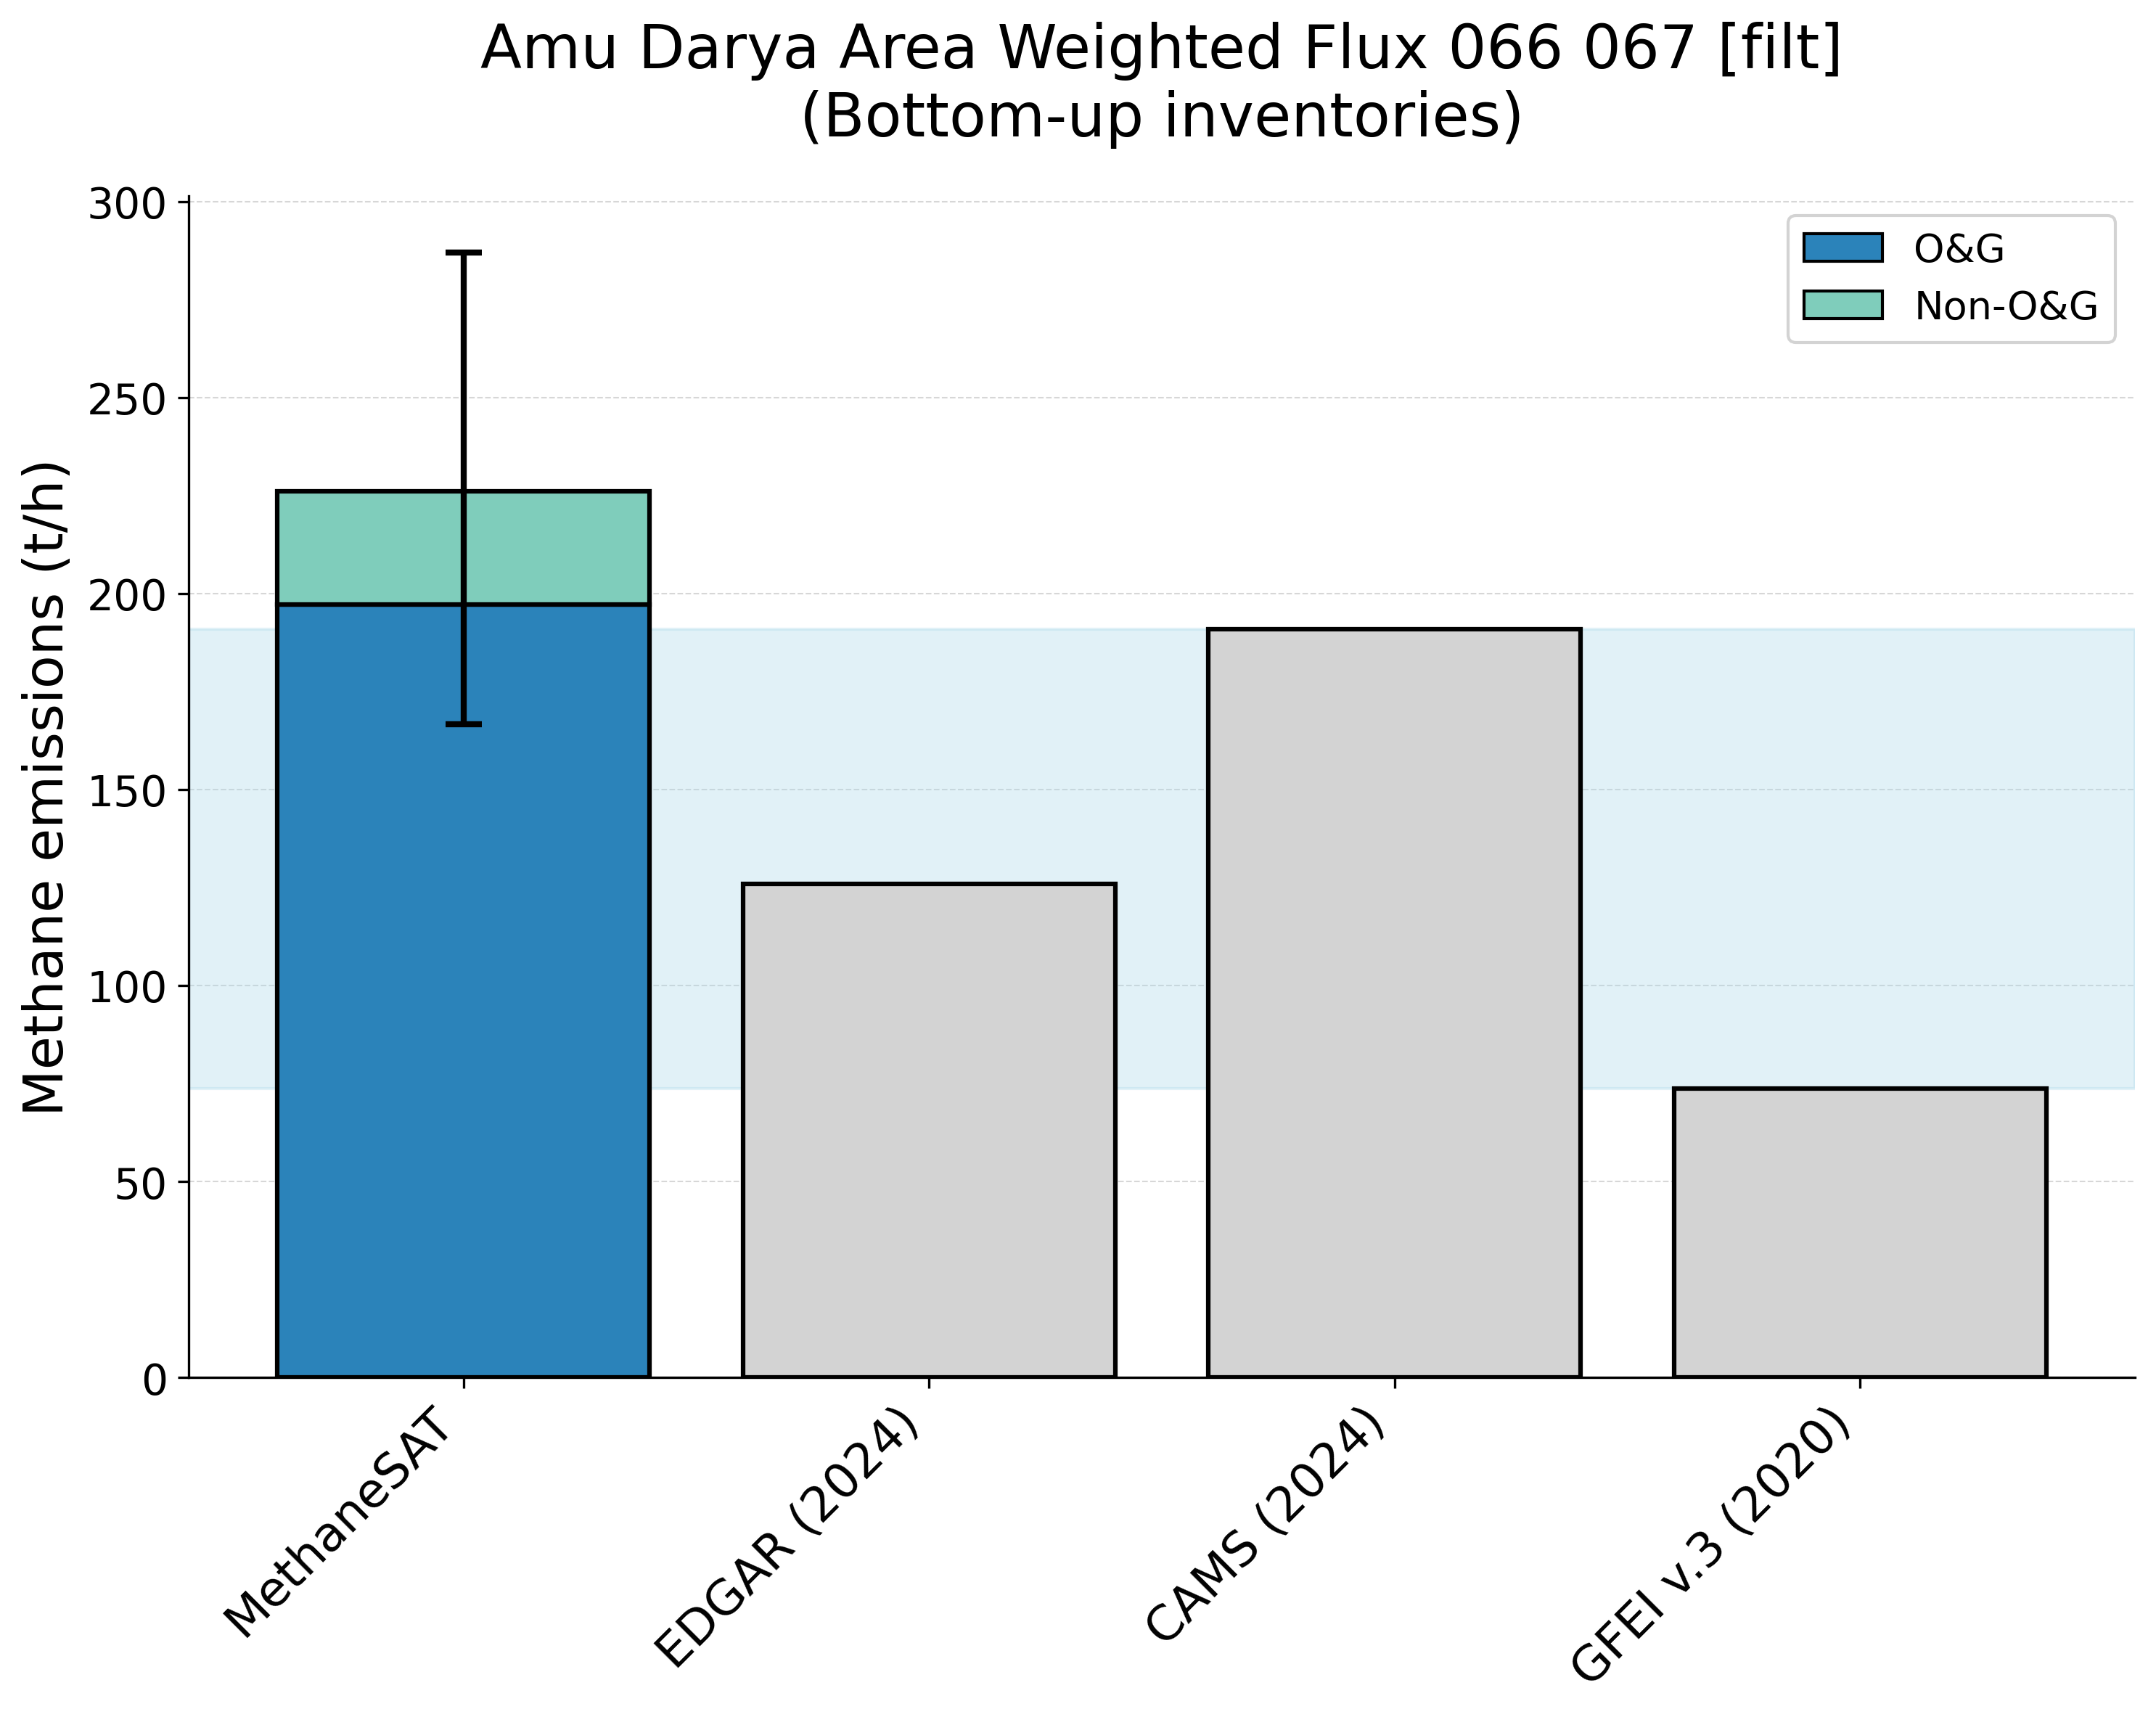 Amu Darya Area Weighted Flux 066 067 [filt]
(Bottom-up inventories)
Methane emissions (t/h)
300
250
200
150
100
50
0
O&G
Non-O&G
MethaneSAT
EDGAR (2024)
CAMS (2024)
GFEI v.3 (2020)